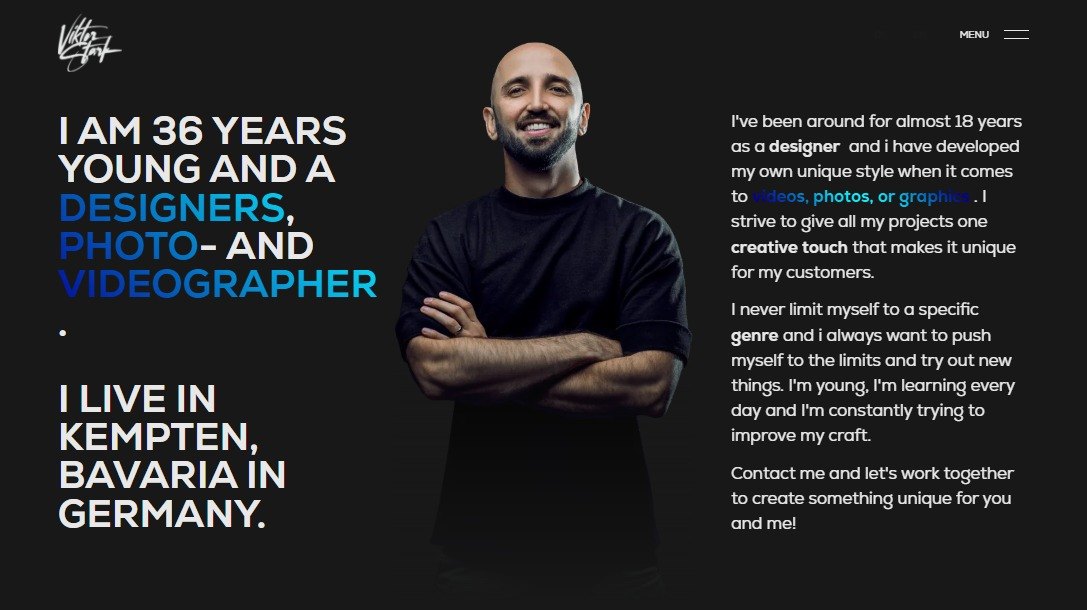 Viktor
Stark
MENU
I AM 36 YEARS
YOUNG AND A
DESIGNERS,
PHOTO- AND
VIDEOGRAPHER
.
I LIVE IN
KEMPTEN,
BAVARIA IN
GERMANY.
I've been around for almost 18 years
as a designer and i have developed
my own unique style when it comes
to videos, photos, or graphics . I
strive to give all my projects one
creative touch that makes it unique
for my customers.
I never limit myself to a specific
genre and i always want to push
myself to the limits and try out new
things. I'm young, I'm learning every
day and I'm constantly trying to
improve my craft.
Contact me and let's work together
to create something unique for you
and me!